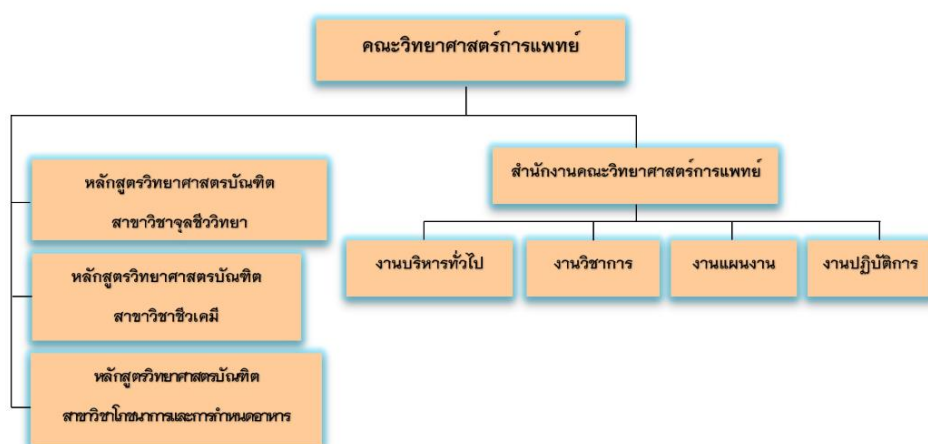 คณะวิทยาศาสตร์การแพทย์
หลักสูตรวิทยาศาสตรบัณฑิต
สาขาวิชาจุลชีววิทยา
หลักสูตรวิทยาศาสตรบัณฑิต
สาขาวิชาชีวเคมี
หลักสูตรวิทยาศาสตรบัณฑิต
สาขาวิชาโภชนาการและการกำหนดอาหาร
สำนักงานคณะวิทยาศาสตร์การแพทย์
งานบริหารทั่วไป
งานวิชาการ
งานแผนงาน
งานปฏิบัติการ